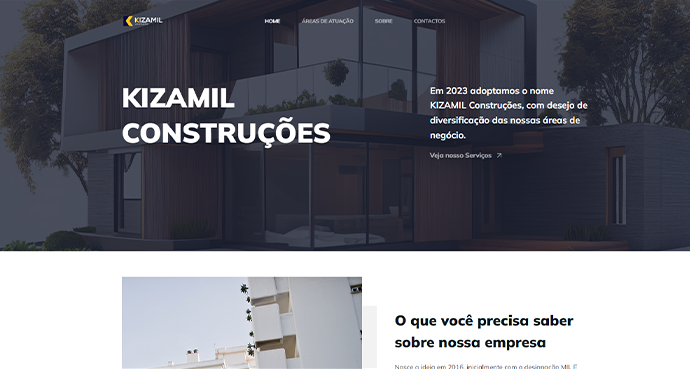 KIZAMIL
HOME
ÁREAS DE ATUAÇÃO
SOBRE
CONTACTOS
KIZAMIL
CONSTRUÇÕES
Em 2023 adoptamos o nome
KIZAMIL Construções, com desejo de
diversificação das nossas áreas de
negócio.
Veja nosso Serviços
O que você precisa saber
sobre nossa empresa
Nasce a ideia em 2016, inicialmente com a designação MIL E